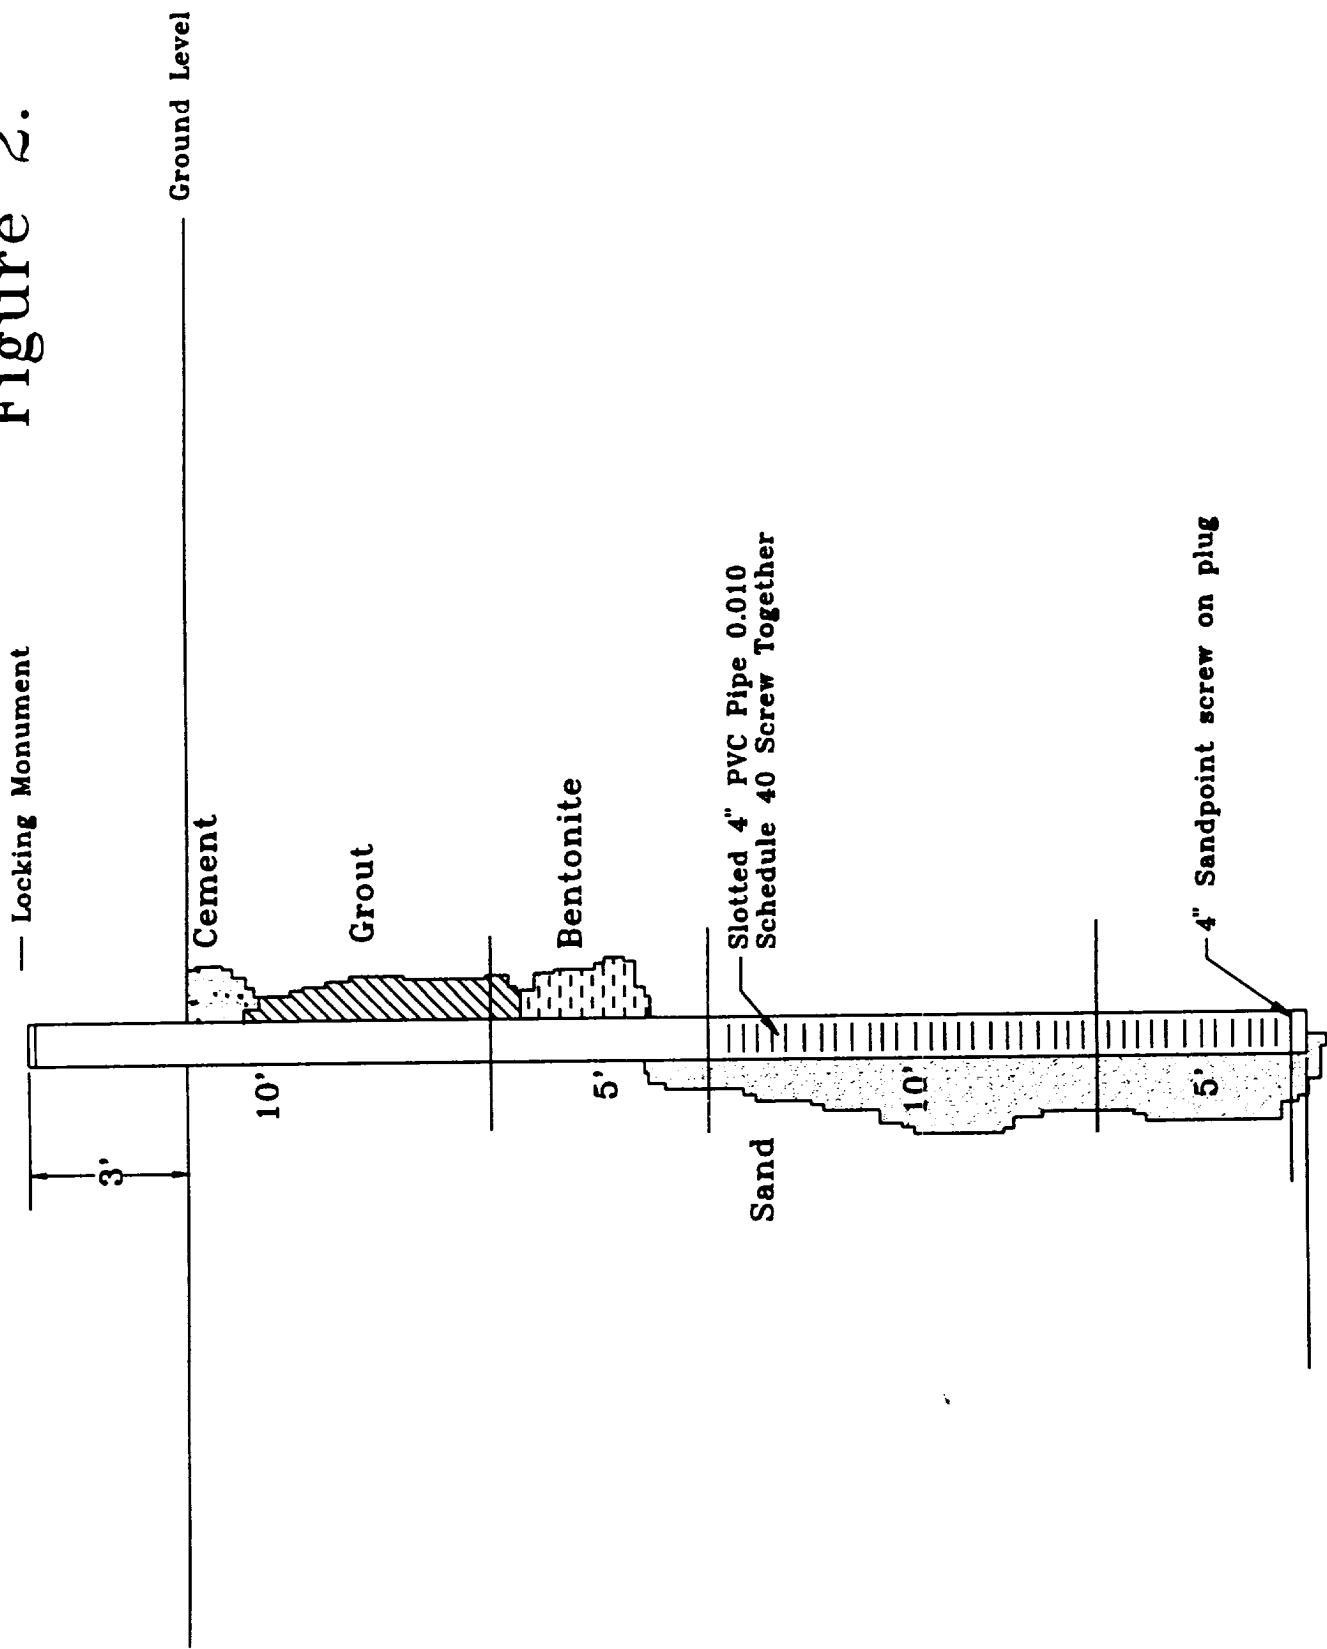 Figure 2.
Locking Monument
Ground Level
3'
Cement
10'
Grout
Bentonite
5'
Slotted 4" PVC Pipe 0.010
Schedule 40 Screw Together
Sand
10'
5'
4" Sandpoint screw on plug